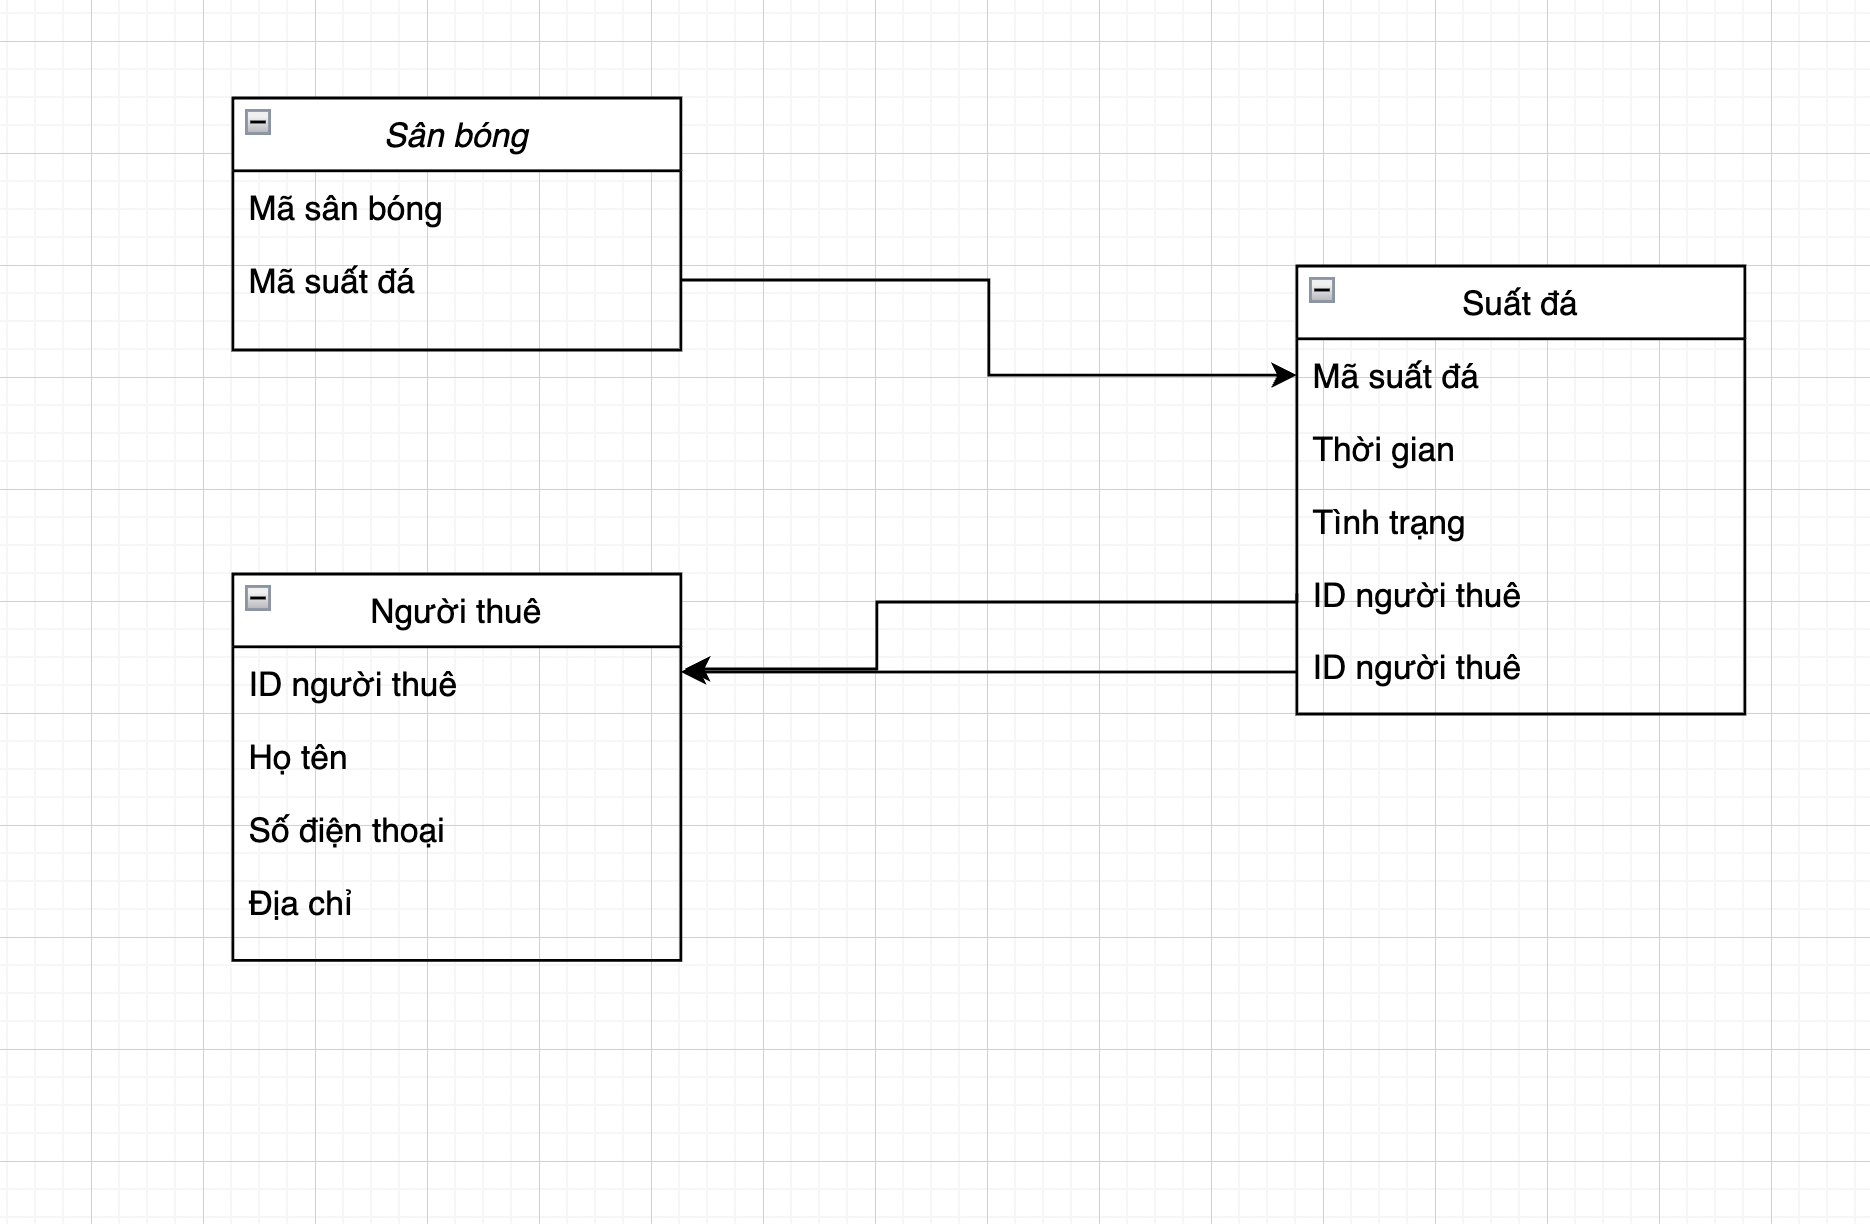 Sân bóng
Mã sân bóng
Mã suất đá
Suất đá
Mã suất đá
Thời gian
Tình trạng
ID người thuê
ID người thuê
Người thuê
ID người thuê
Họ tên
Số điện thoại
Địa chỉ